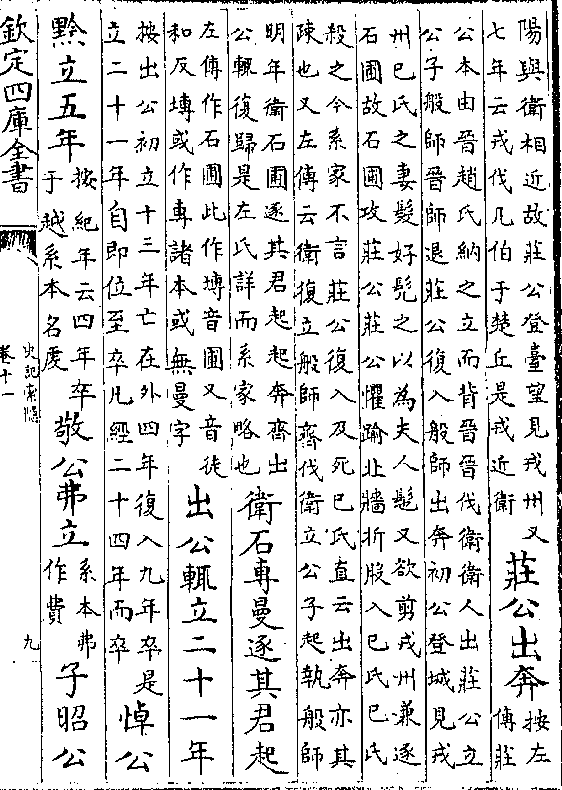 陽與衛相近故莊公登臺望見戎州又
七年云戎伐凡伯于楚丘是戎近衛
莊公出奔
按左
傳莊
公本由晉趙氏納之立而背晉晉伐衛衛人出莊公立
公子般師晉師退莊公復入般師出奔初公登城見戎
州巳氏之妻髮好髡之以為夫人髢又欲剪戎州兼逐
石圃故石圃攻莊公莊公懼踰北牆折股入巳氏巳氏
殺之今系家不言莊公復入及死巳氏直云出奔亦其
疎也又左傳云衛復立般師齊伐衛立公子起執般師
明年衛石圃逐其君起起奔齊出
公輒復歸是左氏詳而系家略也
衛石專曼逐其君起
左傳作石圃此作塼音圃又音徒
和反塼或作專諸本或無曼字
出公輒立二十一年
按出公初立十三年亡在外四年復入九年卒是
立二十一年自即位至卒凡經二十四年而卒
悼公
黔立五年
按紀年云四年卒
于越系本名虔
敬公弗立
系本弗
作費
子昭公
欽定四庫全書
史記索隱
卷十一
九